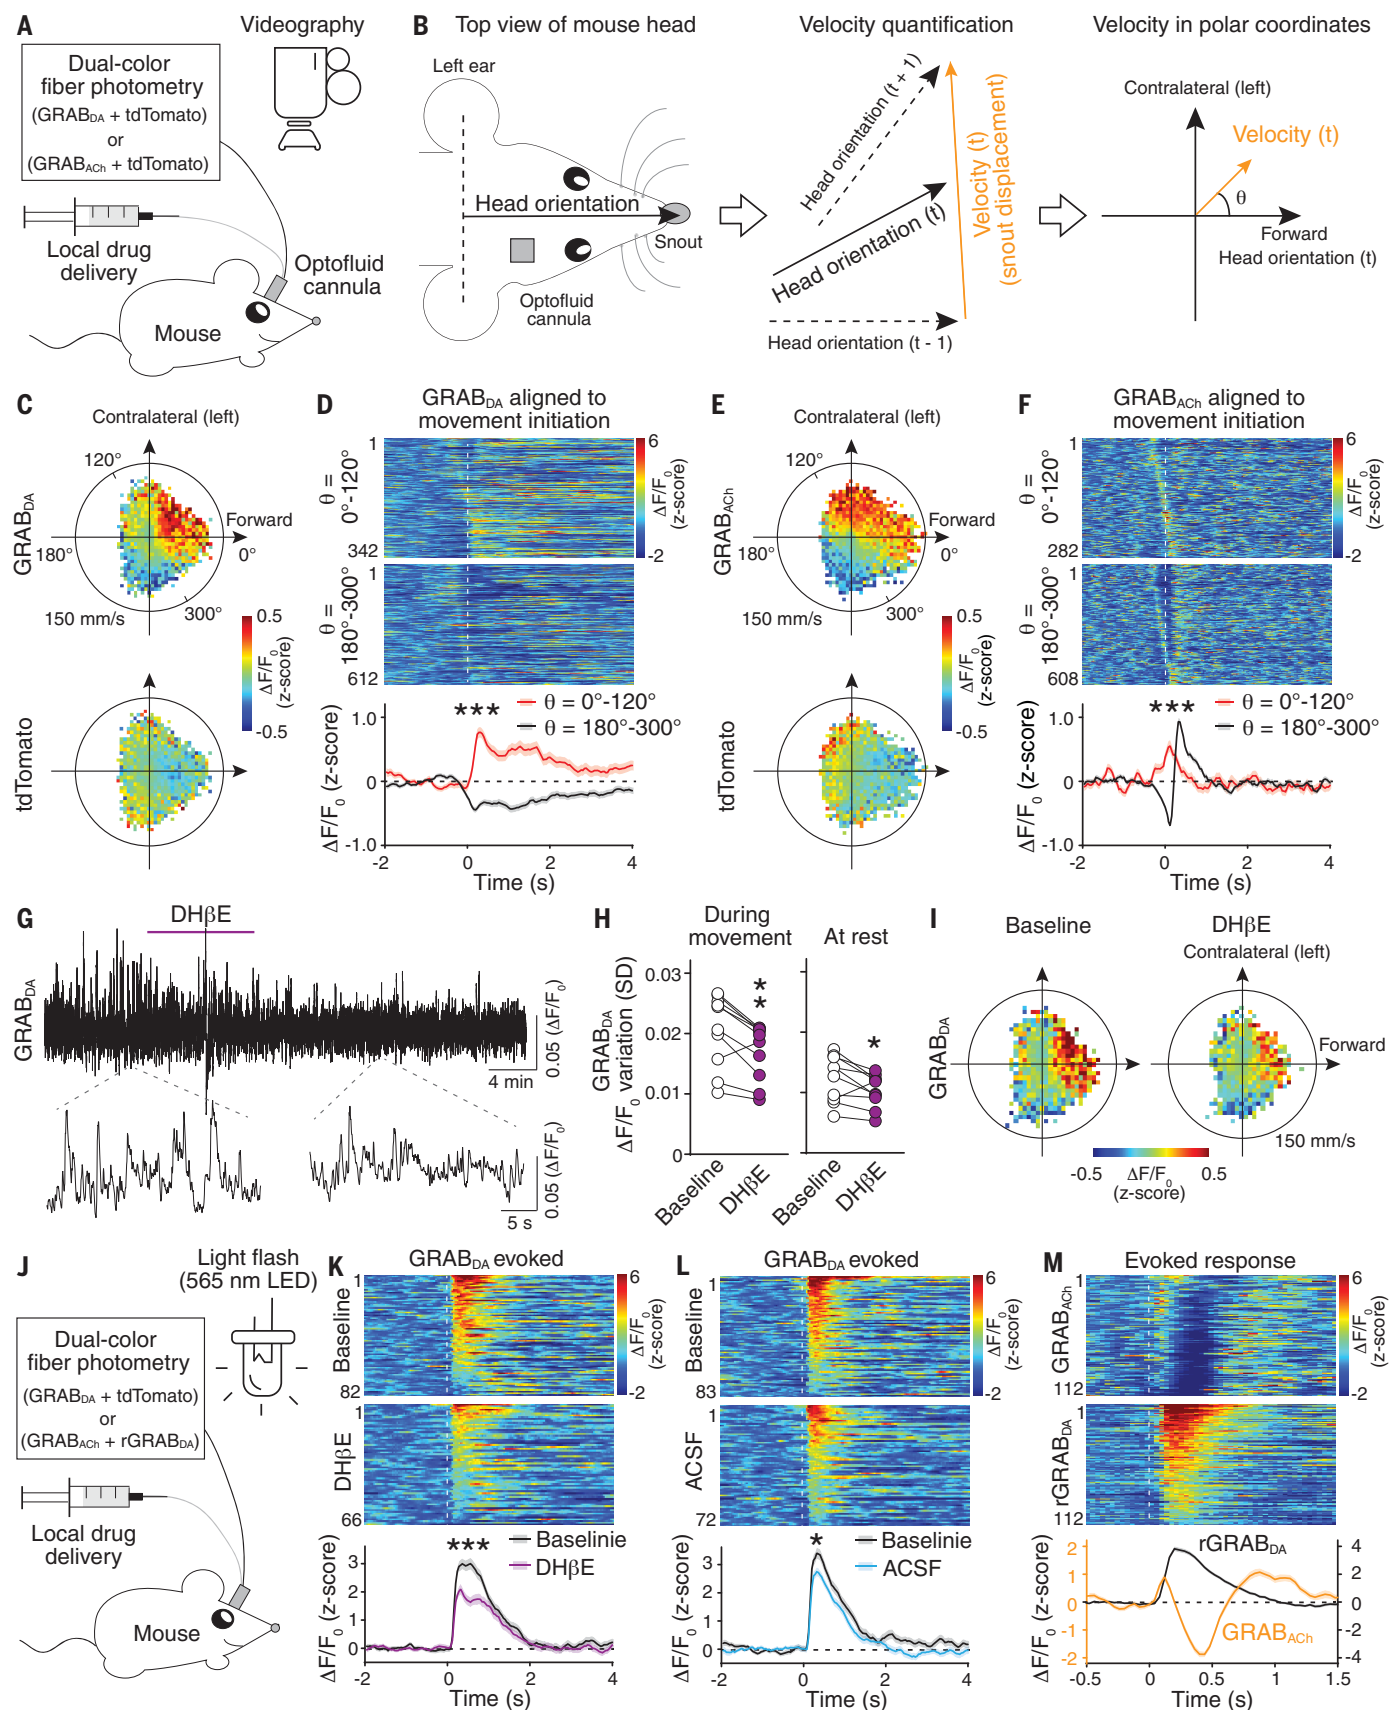 A
Videography
Dual-color
fiber photometry
(GRABDA + tdTomato)
or
(GRABACh + tdTomato)
Local drug
delivery
Optofluid
cannula
Mouse
B
Top view of mouse head
Left ear
Head orientation
Snout
Optofluid
cannula
Velocity quantification
Head orientation (t + 1)
Head orientation (t)
Velocity (t)
(snout displacement)
Head orientation (t - 1)
Velocity in polar coordinates
Contralateral (left)
Velocity (t)
θ
Forward
Head orientation (t)
C
Contralateral (left)
120°
GRABDA
Forward
180°
0°
150 mm/s
300°
0.5
ΔF/F0
(z-score)
-0.5
tdTomato
D
GRABDA aligned to
movement initiation
1
θ =
0°-120°
342
6
ΔF/F0
(z-score)
-2
1
θ =
180°-300°
612
***
θ = 0°-120°
θ = 180°-300°
ΔF/F0 (z-score)
1.0
0
-1.0
-2
0
2
4
Time (s)
E
Contralateral (left)
120°
GRABACh
Forward
180°
0°
150 mm/s
300°
0.5
ΔF/F0
(z-score)
-0.5
tdTomato
F
GRABACh aligned to
movement initiation
1
θ =
0°-120°
282
6
ΔF/F0
(z-score)
-2
1
θ =
180°-300°
608
***
θ = 0°-120°
θ = 180°-300°
ΔF/F0 (z-score)
1.0
0
-1.0
-2
0
2
4
Time (s)
G
DHβE
GRABDA
0.05 (ΔF/F0)
4 min
0.05 (ΔF/F0)
5 s
H
During
movement
At rest
GRABDA
ΔF/F0 variation (SD)
0.03
0.02
0.01
0
*
*
*
Baseline
DHβE
Baseline
DHβE
I
Baseline
DHβE
Contralateral (left)
GRABDA
Forward
150 mm/s
-0.5
0.5
ΔF/F0
(z-score)
J
Light flash
(565 nm LED)
Dual-color
fiber photometry
(GRABDA + tdTomato)
or
(GRABACh + rGRABDA)
Local drug
delivery
Mouse
K
GRABDA evoked
1
Baseline
82
6
ΔF/F0
(z-score)
-2
1
DHβE
66
***
Baselinie
DHβE
ΔF/F0 (z-score)
3
2
1
0
-2
0
2
4
Time (s)
L
GRABDA evoked
1
Baseline
83
6
ΔF/F0
(z-score)
-2
1
ACSF
72
*
Baselinie
ACSF
ΔF/F0 (z-score)
3
2
1
0
-2
0
2
4
Time (s)
M
Evoked response
1
GRABACh
112
6
ΔF/F0
(z-score)
-2
1
rGRABDA
112
rGRABDA
GRABACh
ΔF/F0 (z-score)
2
1
0
-1
-2
4
2
0
-2
-4
-0.5
0
0.5
1
1.5
Time (s)